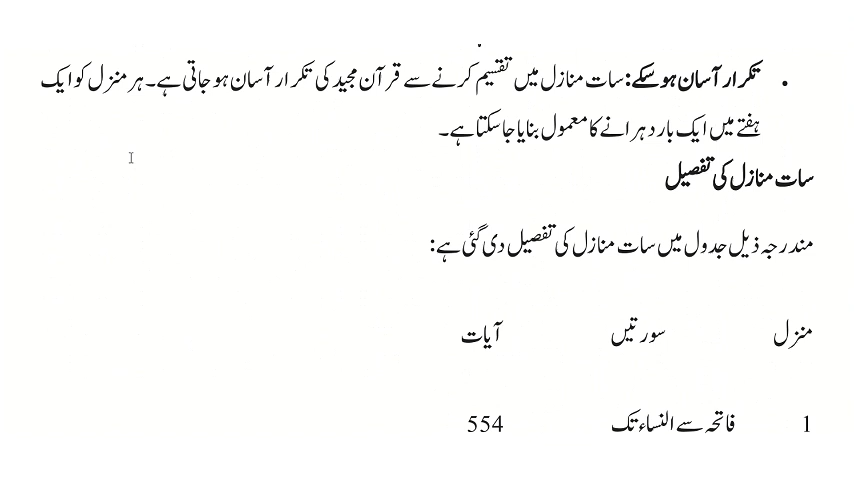 • تکرار آسان ہو سکے: سات منازل میں تقسیم کرنے سے قرآن مجید کی تکرار آسان ہو جاتی ہے۔ ہر منزل کو ایک
ہفتے میں ایک بار دہرانے کا معمول بنایا جا سکتا ہے۔
سات منازل کی تفصیل
مندرجہ ذیل جدول میں سات منازل کی تفصیل دی گئی ہے:
منزل سورتیں آیات
1 فاتحہ سے النساء تک 554